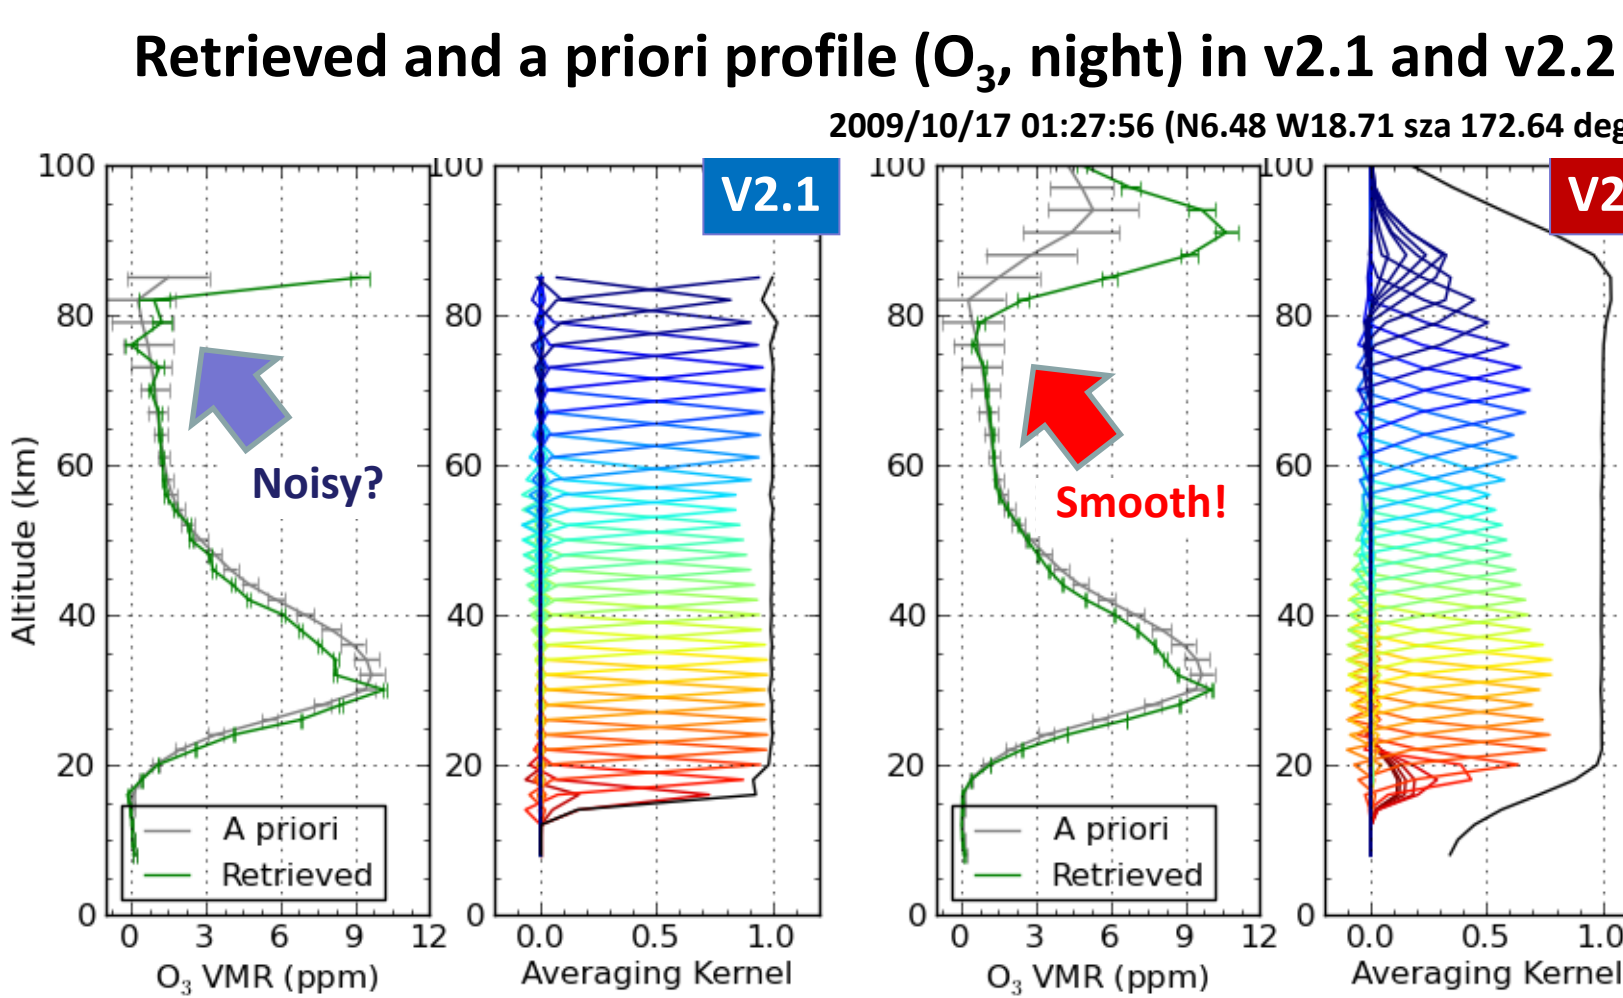 Retrieved and a priori profile (O₃, night) in v2.1 and v2.2
2009/10/17 01:27:56 (N6.48 W18.71 sza 172.64 deg
Altitude (km)
100
80
60
40
20
0
0 3 6 9 12
O₃ VMR (ppm)
Noisy?
A priori
Retrieved
100
80
60
40
20
0
V2.1
0.0 0.5 1.0
Averaging Kernel
100
80
60
40
20
0
0 3 6 9 12
O₃ VMR (ppm)
Smooth!
A priori
Retrieved
100
80
60
40
20
0
V2
0.0 0.5 1.0
Averaging Kernel